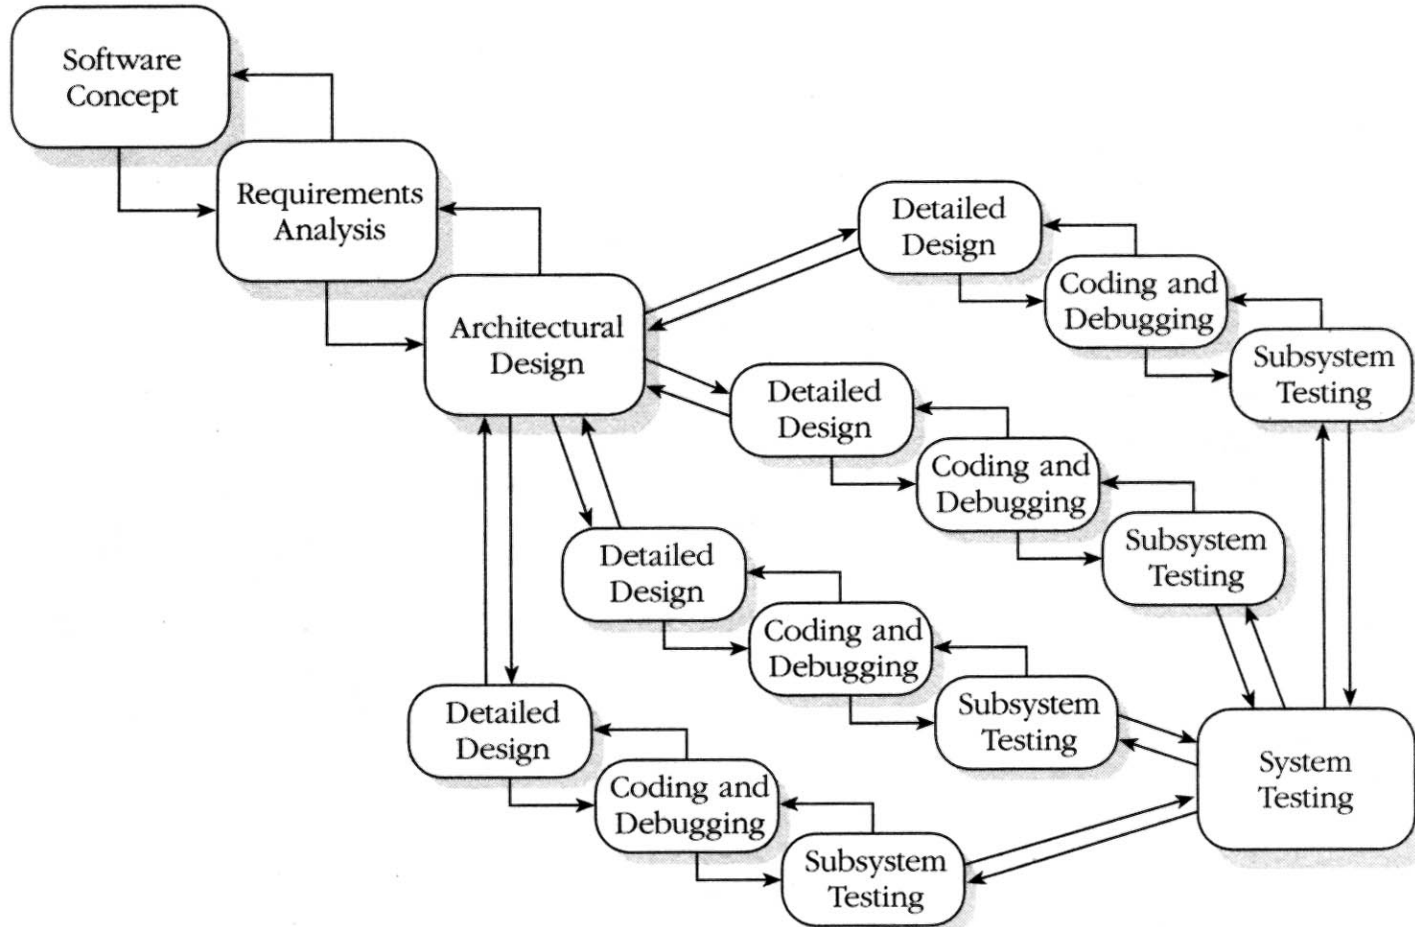 Software
Concept
Requirements
Analysis
Architectural
Design
Detailed
Design
Coding and
Debugging
Subsystem
Testing
Detailed
Design
Coding and
Debugging
Subsystem
Testing
Detailed
Design
Coding and
Debugging
Subsystem
Testing
Detailed
Design
Coding and
Debugging
Subsystem
Testing
System
Testing